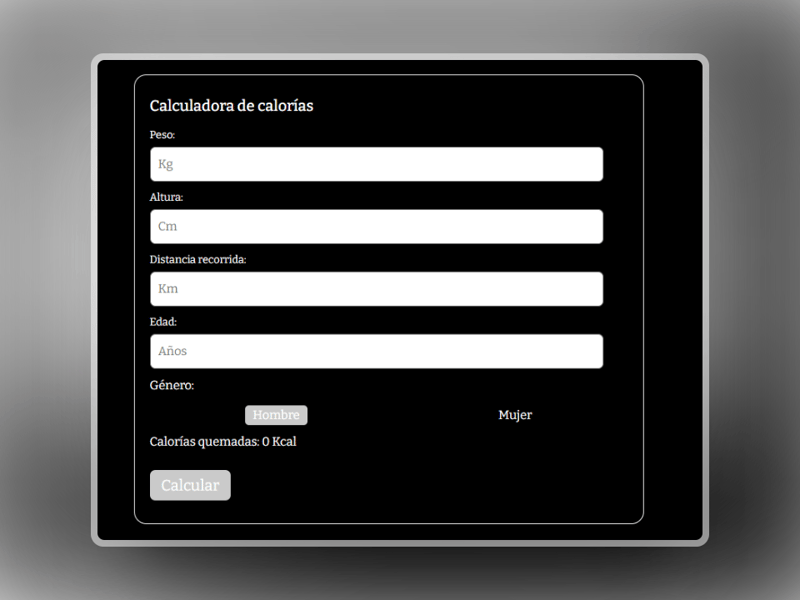 Calculadora de calorías
Peso:
Kg
Altura:
Cm
Distancia recorrida:
Km
Edad:
Años
Género:
Hombre Mujer
Calorías quemadas: 0 Kcal
Calcular